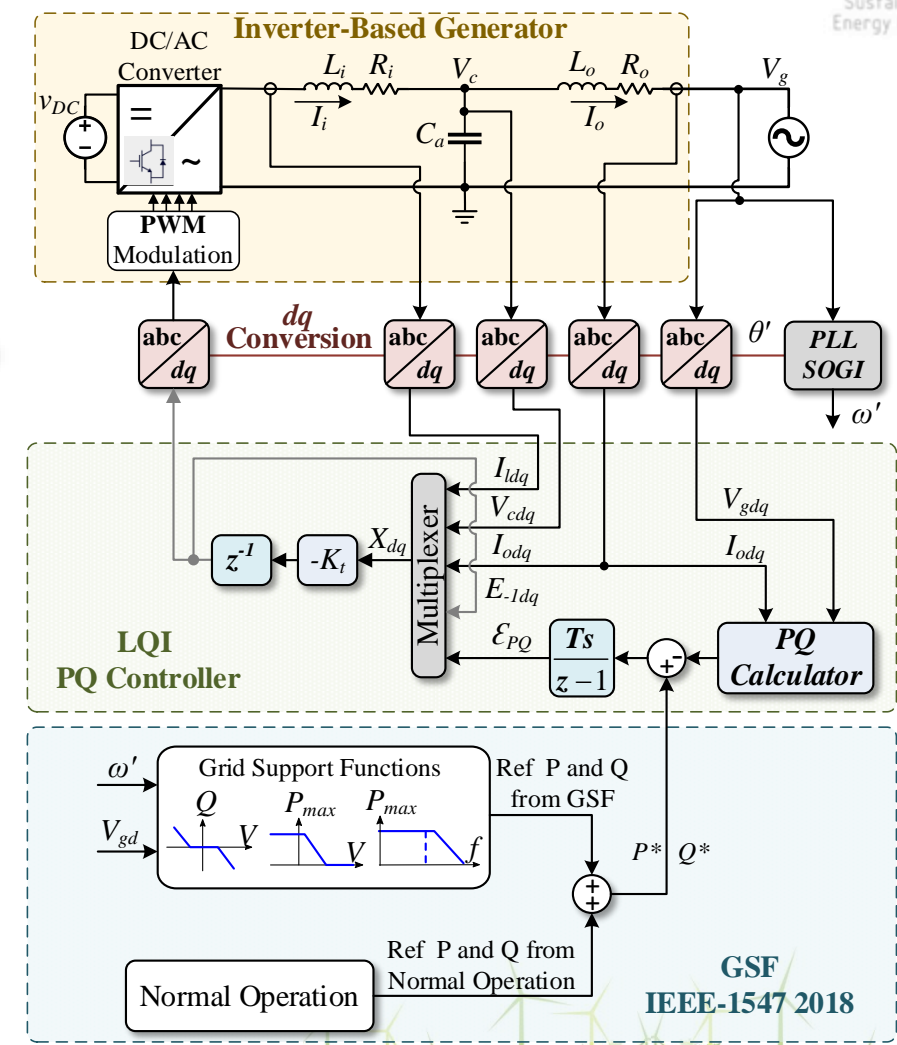 Energy
Inverter-Based Generator
DC/AC
Converter
v_DC
=
~
+
−
L_i
R_i
I_i
V_c
C_a
L_o
R_o
I_o
V_g
PWM
Modulation
abc
dq
dq
Conversion
abc
dq
abc
dq
abc
dq
abc
dq
θ'
PLL
SOGI
ω'
I_ldq
V_cdq
I_odq
E_-1dq
ℰ_PQ
Multiplexer
X_dq
-K_t
z^-1
V_gdq
I_odq
PQ
Calculator
+
-
Ts
z − 1
LQI
PQ Controller
ω'
V_gd
Grid Support Functions
Q
V
P_max
V
P_max
f
Ref P and Q
from GSF
P*
Q*
+
+
Ref P and Q from
Normal Operation
Normal Operation
GSF
IEEE-1547 2018